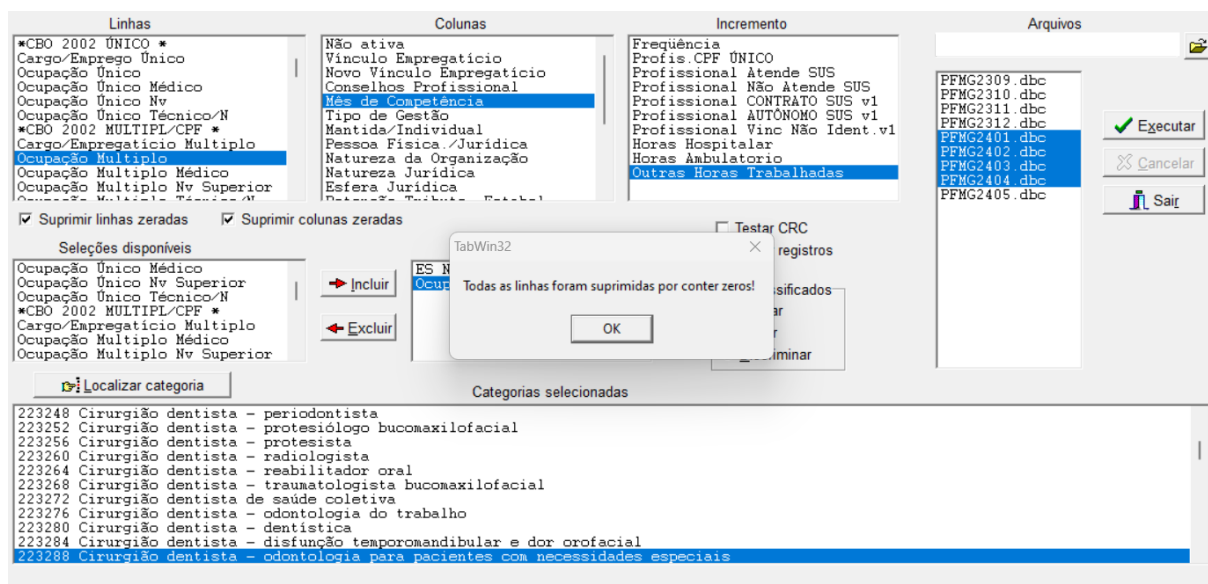 Linhas
*CBO 2002 ÚNICO *
Cargo/Emprego Único
Ocupação Único
Ocupação Único Médico
Ocupação Único Nv
Ocupação Único Técnico/N
*CBO 2002 MULTIPL/CPF *
Cargo/Empregatício Multiplo
Ocupação Multiplo
Ocupação Multiplo Médico
Ocupação Multiplo Nv Superior
Colunas
Não ativa
Vínculo Empregatício
Novo Vínculo Empregatício
Conselhos Profissional
Mês de Competência
Tipo de Gestão
Mantida/Individual
Pessoa Física./Jurídica
Natureza da Organização
Natureza Jurídica
Esfera Jurídica
Incremento
Freqüência
Profis.CPF ÚNICO
Profissional Atende SUS
Profissional Não Atende SUS
Profissional CONTRATO SUS v1
Profissional AUTÔNOMO SUS v1
Profissional Vinc Não Ident.v1
Horas Hospitalar
Horas Ambulatorio
Outras Horas Trabalhadas
Arquivos
PFMG2309.dbc
PFMG2310.dbc
PFMG2311.dbc
PFMG2312.dbc
PFMG2401.dbc
PFMG2402.dbc
PFMG2403.dbc
PFMG2404.dbc
PFMG2405.dbc
Executar
Cancelar
Sair
Suprimir linhas zeradas
Suprimir colunas zeradas
Testar CRC
registros
Seleções disponíveis
Ocupação Único Médico
Ocupação Único Nv Superior
Ocupação Único Técnico/N
*CBO 2002 MULTIPL/CPF *
Cargo/Empregatício Multiplo
Ocupação Multiplo Médico
Ocupação Multiplo Nv Superior
Incluir
Excluir
ES N
Ocup
TabWin32
Todas as linhas foram suprimidas por conter zeros!
OK
Localizar categoria
Categorias selecionadas
223248 Cirurgião dentista - periodontista
223252 Cirurgião dentista - protesiólogo bucomaxilofacial
223256 Cirurgião dentista - protesista
223260 Cirurgião dentista - radiologista
223264 Cirurgião dentista - reabilitador oral
223268 Cirurgião dentista - traumatologista bucomaxilofacial
223272 Cirurgião dentista de saúde coletiva
223276 Cirurgião dentista - odontologia do trabalho
223280 Cirurgião dentista - dentística
223284 Cirurgião dentista - disfunção temporomandibular e dor orofacial
223288 Cirurgião dentista - odontologia para pacientes com necessidades especiais